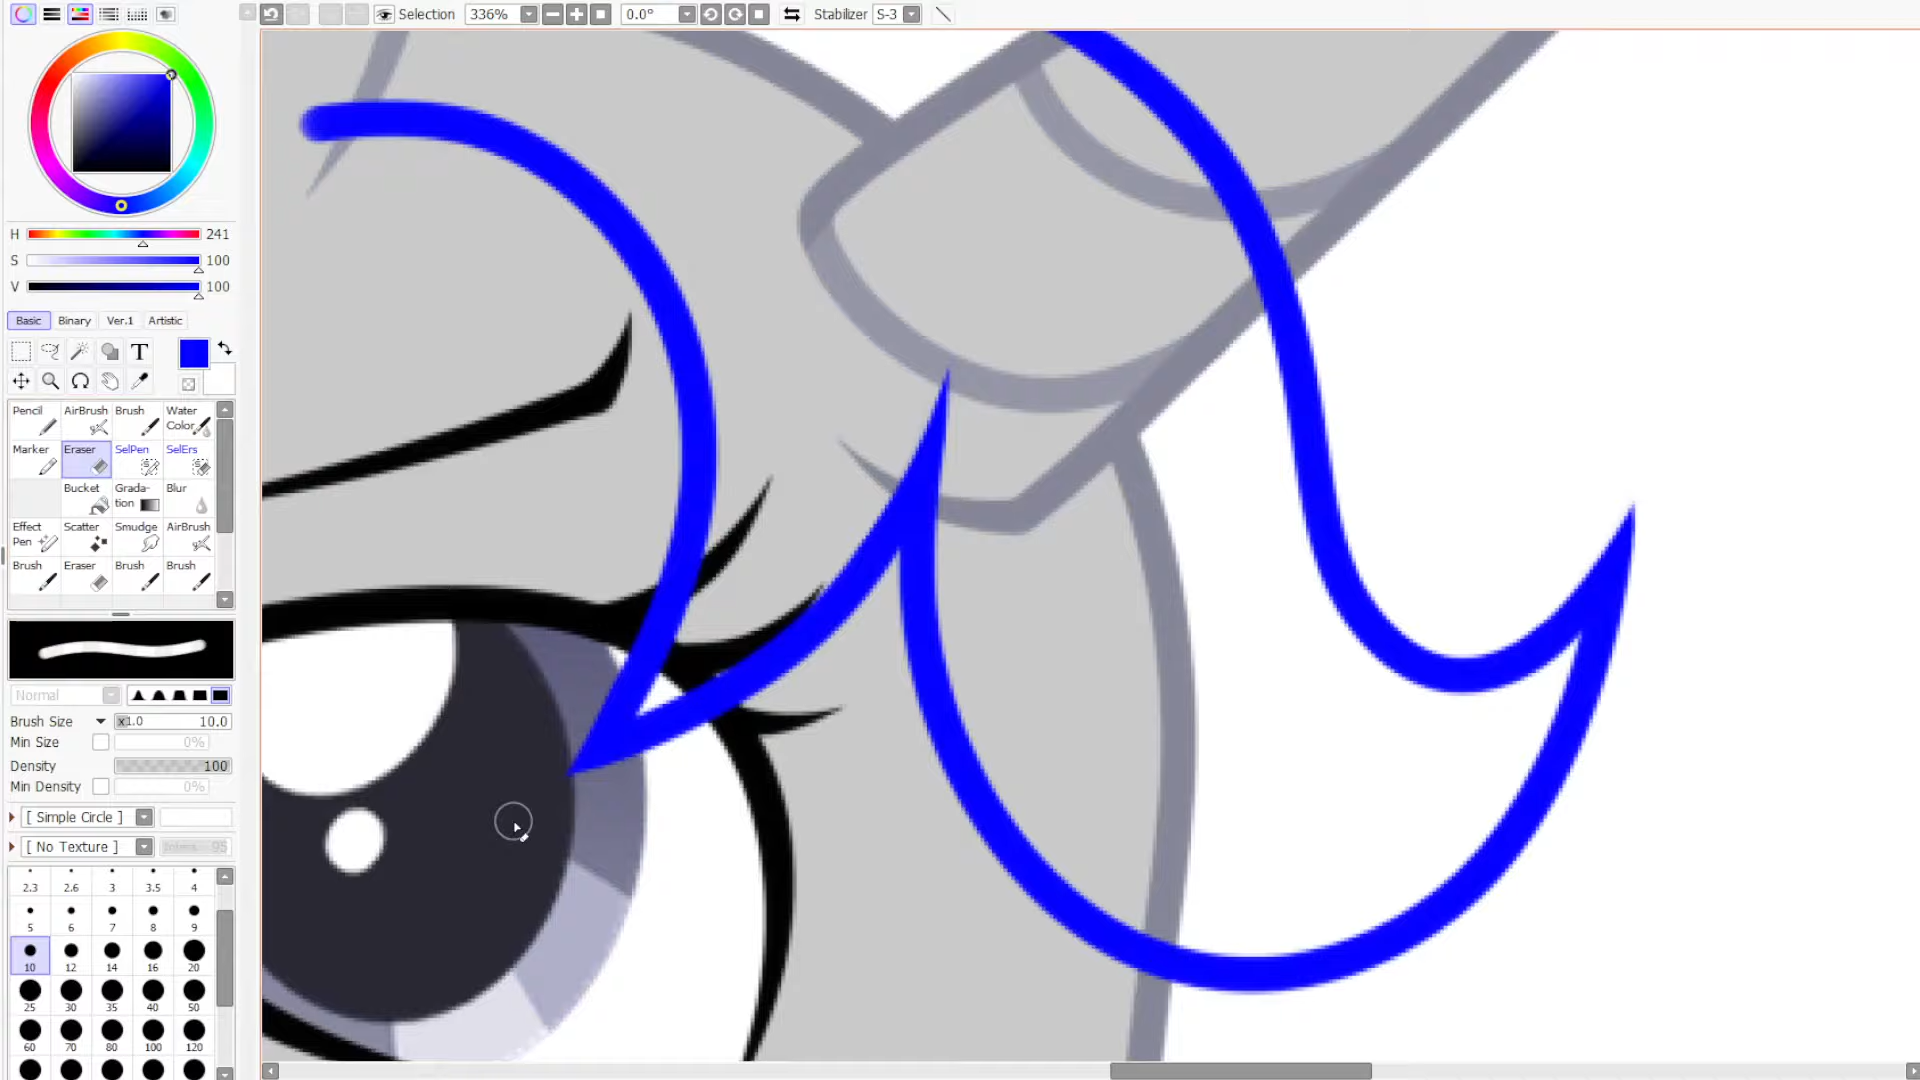 Selection 336% 0.0° Stabilizer S-3
H 241
S 100
V 100
Basic Binary Ver.1 Artistic
T
Pencil AirBrush Brush Water Color
Marker Eraser SelPen SelErs
Bucket Grada-tion Blur
Effect Pen Scatter Smudge AirBrush
Brush Eraser Brush Brush
Normal
Brush Size x1.0 10.0
Min Size 0%
Density 100
Min Density 0%
[ Simple Circle ]
[ No Texture ] 95
2.3 2.6 3 3.5 4
5 6 7 8 9
10 12 14 16 20
25 30 35 40 50
60 70 80 100 120